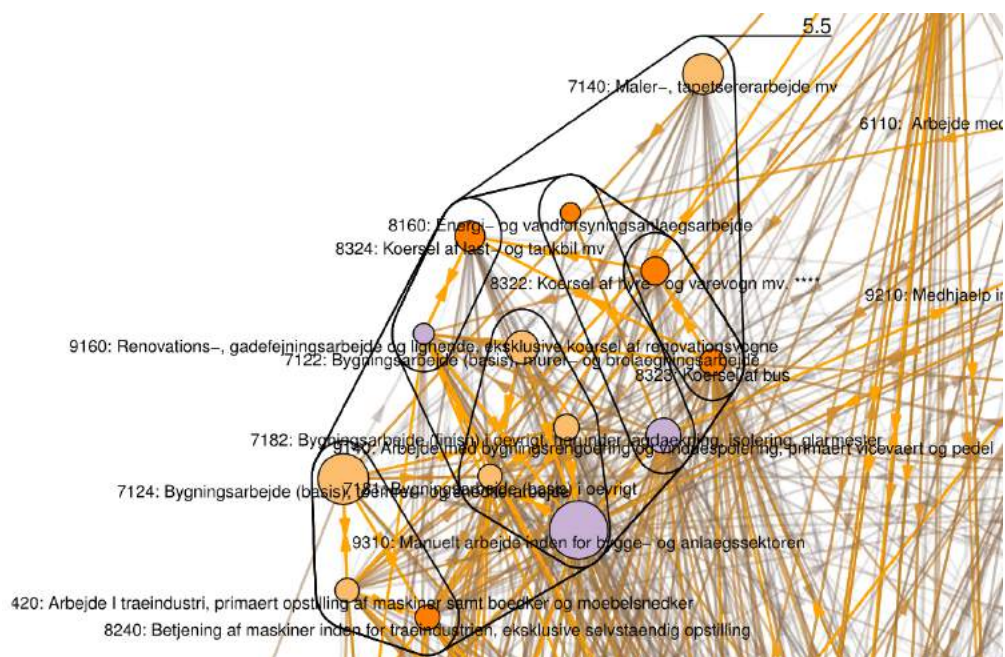 5.5
7140: Maler−, tapetsererarbejde mv
6110: Arbejde med
8160: Energi− og vandforsyningsanlaegsarbejde
8324: Koersel af last− og tankbil mv
8322: Koersel af hyre− og varevogn mv. ****
9210: Medhjaelp in
9160: Renovations−, gadefejningsarbejde og lignende, eksklusive koersel af renovationsvogne
7122: Bygningsarbejde (basis), murer− og brolaegningsarbejde
8323: Koersel af bus
7182: Bygningsarbejde (finish) i oevrigt, herunder tagdaekning, isolering, glarmester
9140: Arbejde med bygningsrengoering og vinduespolering, primaert vicevaert og pedel
7181: Bygningsarbejde (basis) i oevrigt
7124: Bygningsarbejde (basis), toemrer− og snedkerarbejde
9310: Manuelt arbejde inden for bygge− og anlaegssektoren
420: Arbejde I traeindustri, primaert opstilling af maskiner samt boedker og moebelsnedker
8240: Betjening af maskiner inden for traeindustrien, eksklusive selvstaendig opstilling